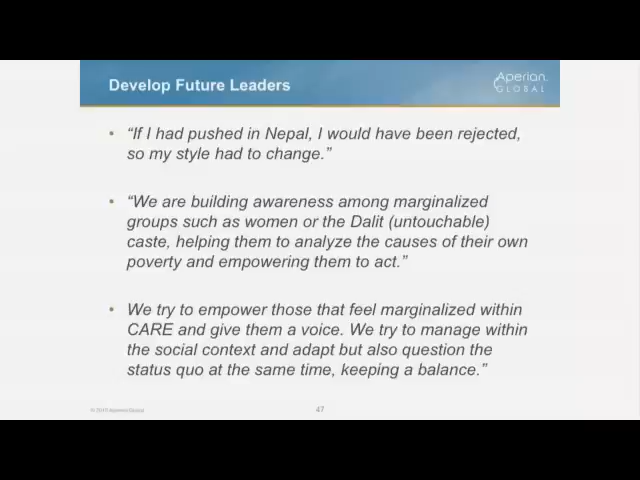 Develop Future Leaders
Aperian
GLOBAL
• “If I had pushed in Nepal, I would have been rejected,
so my style had to change.”
• “We are building awareness among marginalized
groups such as women or the Dalit (untouchable)
caste, helping them to analyze the causes of their own
poverty and empowering them to act.”
• We try to empower those that feel marginalized within
CARE and give them a voice. We try to manage within
the social context and adapt but also question the
status quo at the same time, keeping a balance.”
47